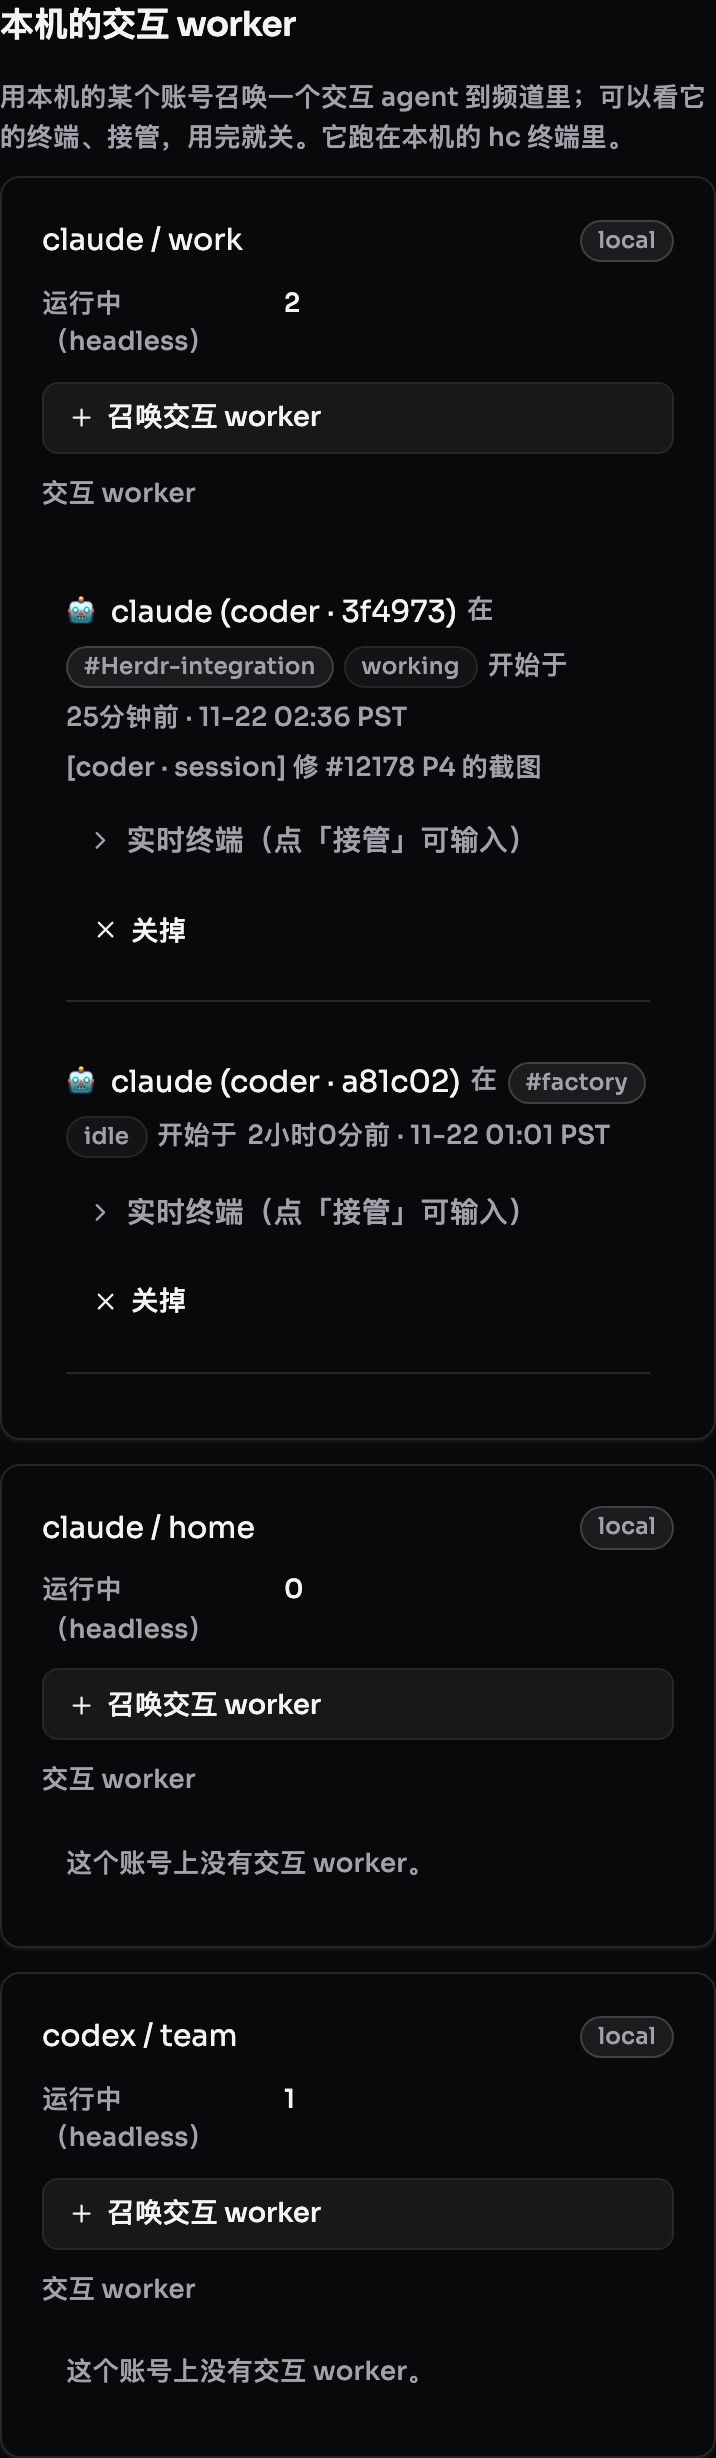 本机的交互 worker
用本机的某个账号召唤一个交互 agent 到频道里；可以看它
的终端、接管，用完就关。它跑在本机的 hc 终端里。
claude / work
local
运行中
（headless）
2
+ 召唤交互 worker
交互 worker
🤖 claude (coder · 3f4973) 在
#Herdr-integration working 开始于
25分钟前 · 11-22 02:36 PST
[coder · session] 修 #12178 P4 的截图
> 实时终端（点「接管」可输入）
× 关掉
🤖 claude (coder · a81c02) 在 #factory
idle 开始于 2小时0分前 · 11-22 01:01 PST
> 实时终端（点「接管」可输入）
× 关掉
claude / home
local
运行中
（headless）
0
+ 召唤交互 worker
交互 worker
这个账号上没有交互 worker。
codex / team
local
运行中
（headless）
1
+ 召唤交互 worker
交互 worker
这个账号上没有交互 worker。